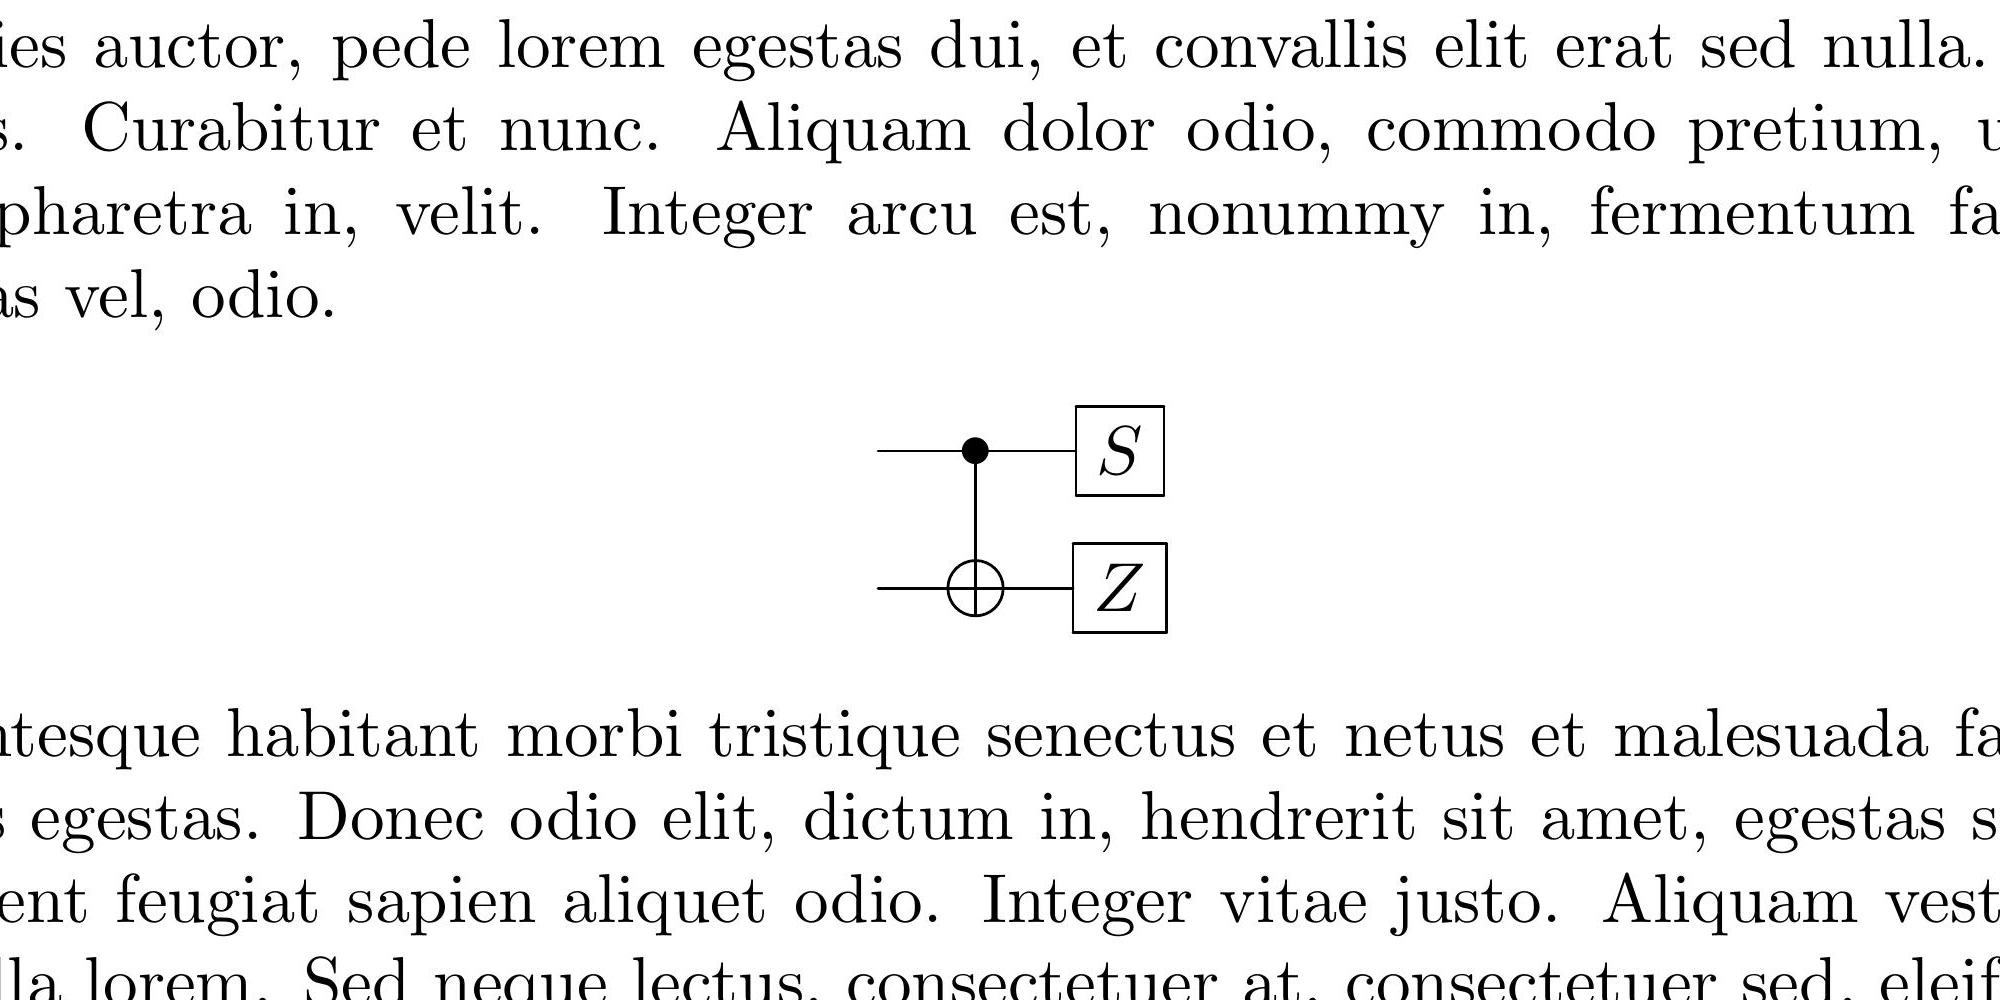 ies auctor, pede lorem egestas dui, et convallis elit erat sed nulla.
s. Curabitur et nunc. Aliquam dolor odio, commodo pretium, u
pharetra in, velit. Integer arcu est, nonummy in, fermentum fa
as vel, odio.
S
Z
ntesque habitant morbi tristique senectus et netus et malesuada fa
s egestas. Donec odio elit, dictum in, hendrerit sit amet, egestas s
ent feugiat sapien aliquet odio. Integer vitae justo. Aliquam vest
lla lorem. Sed neque lectus, consectetuer at, consectetuer sed, eleif